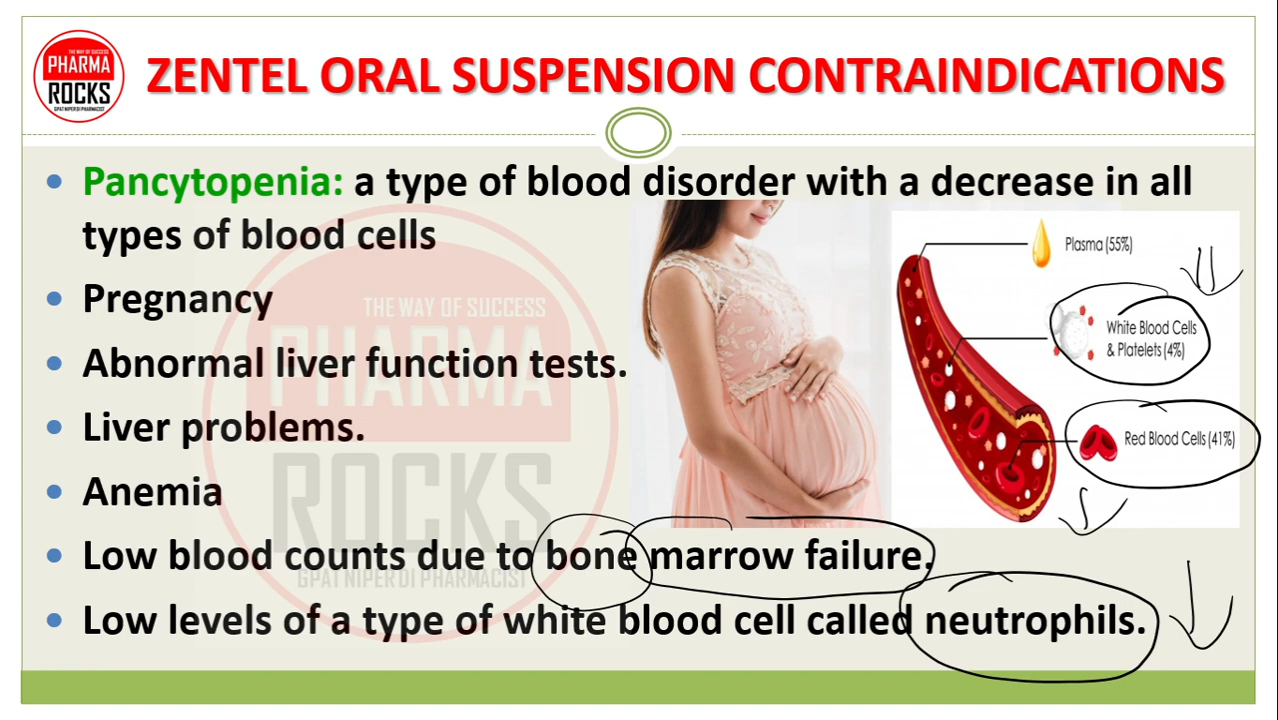 THE WAY OF SUCCESS
PHARMA
ROCKS
GPAT NIPER DI PHARMACIST
ZENTEL ORAL SUSPENSION CONTRAINDICATIONS
• Pancytopenia: a type of blood disorder with a decrease in all
types of blood cells
• Pregnancy
• Abnormal liver function tests.
• Liver problems.
• Anemia
• Low blood counts due to bone marrow failure.
• Low levels of a type of white blood cell called neutrophils.
Plasma (55%)
White Blood Cells
& Platelets (4%)
Red Blood Cells (41%)
THE WAY OF SUCCESS
PHARMA
ROCKS
GPAT NIPER DI PHARMACIST